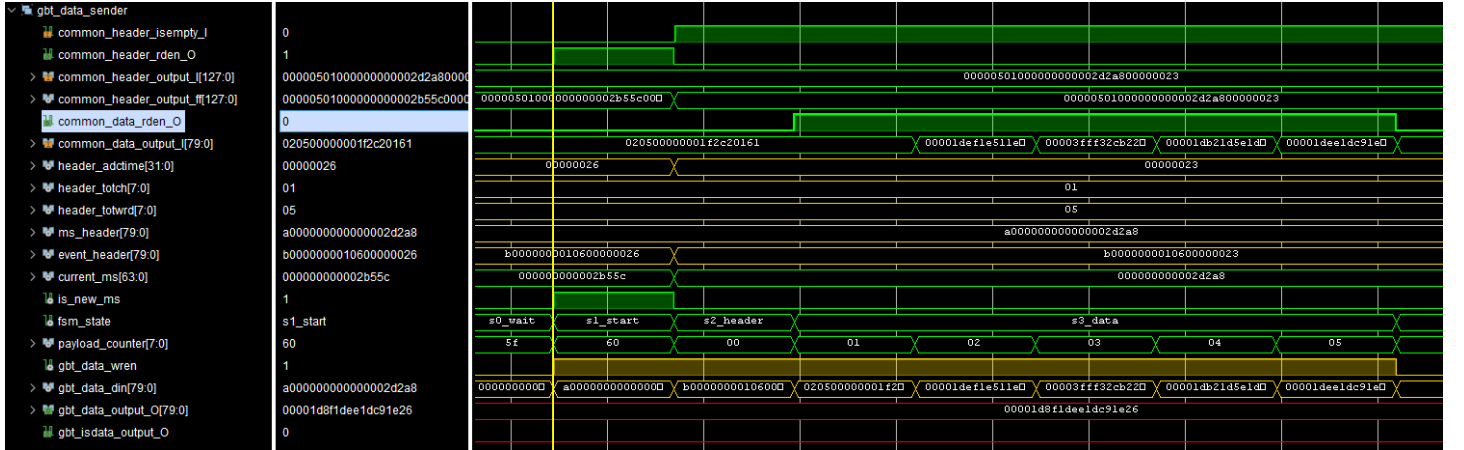 gbt_data_sender
common_header_isempty_I 0
common_header_rden_O 1
common_header_output_I[127:0] 00000501000000000002d2a80000 00000501000000000002d2a800000023
common_header_output_ff[127:0] 00000501000000000002b55c0000 00000501000000000002b55c00 00000501000000000002d2a800000023
common_data_rden_O 0
common_data_output_I[79:0] 020500000001f2c20161 020500000001f2c20161 00001def1e511e 00003fff32cb22 00001db21d5e1d 00001dee1dc91e
header_adctime[31:0] 00000026 00000026 00000023
header_totch[7:0] 01 01
header_totwrd[7:0] 05 05
ms_header[79:0] a000000000000002d2a8 a000000000000002d2a8
event_header[79:0] b0000000010600000026 b0000000010600000026 b0000000010600000023
current_ms[63:0] 000000000002b55c 000000000002b55c 000000000002d2a8
is_new_ms 1
fsm_state s1_start s0_wait s1_start s2_header s3_data
payload_counter[7:0] 60 5f 60 00 01 02 03 04 05
gbt_data_wren 1
gbt_data_din[79:0] a000000000000002d2a8 000000000 a0000000000000 b0000000010600 020500000001f2 00001def1e511e 00003fff32cb22 00001db21d5e1d 00001dee1dc91e
gbt_data_output_O[79:0] 00001d8f1dee1dc91e26 00001d8f1dee1dc91e26
gbt_isdata_output_O 0